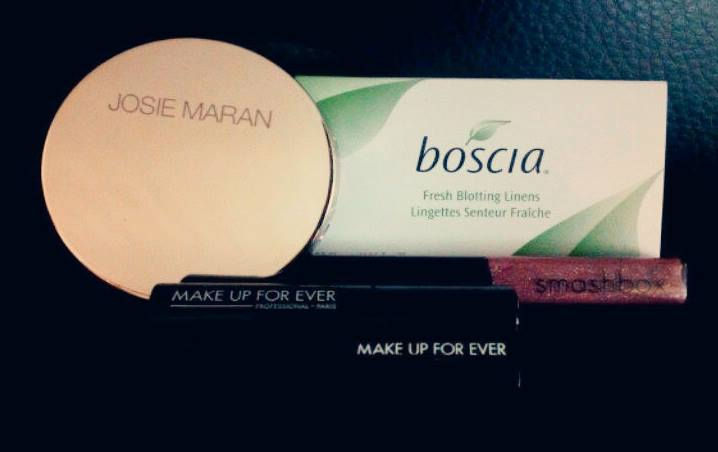 JOSIE MARAN
boscia
Fresh Blotting Linens
Lingettes Senteur Fraîche
smashbox
MAKE UP FOR EVER
PROFESSIONAL - PARIS
MAKE UP FOR EVER